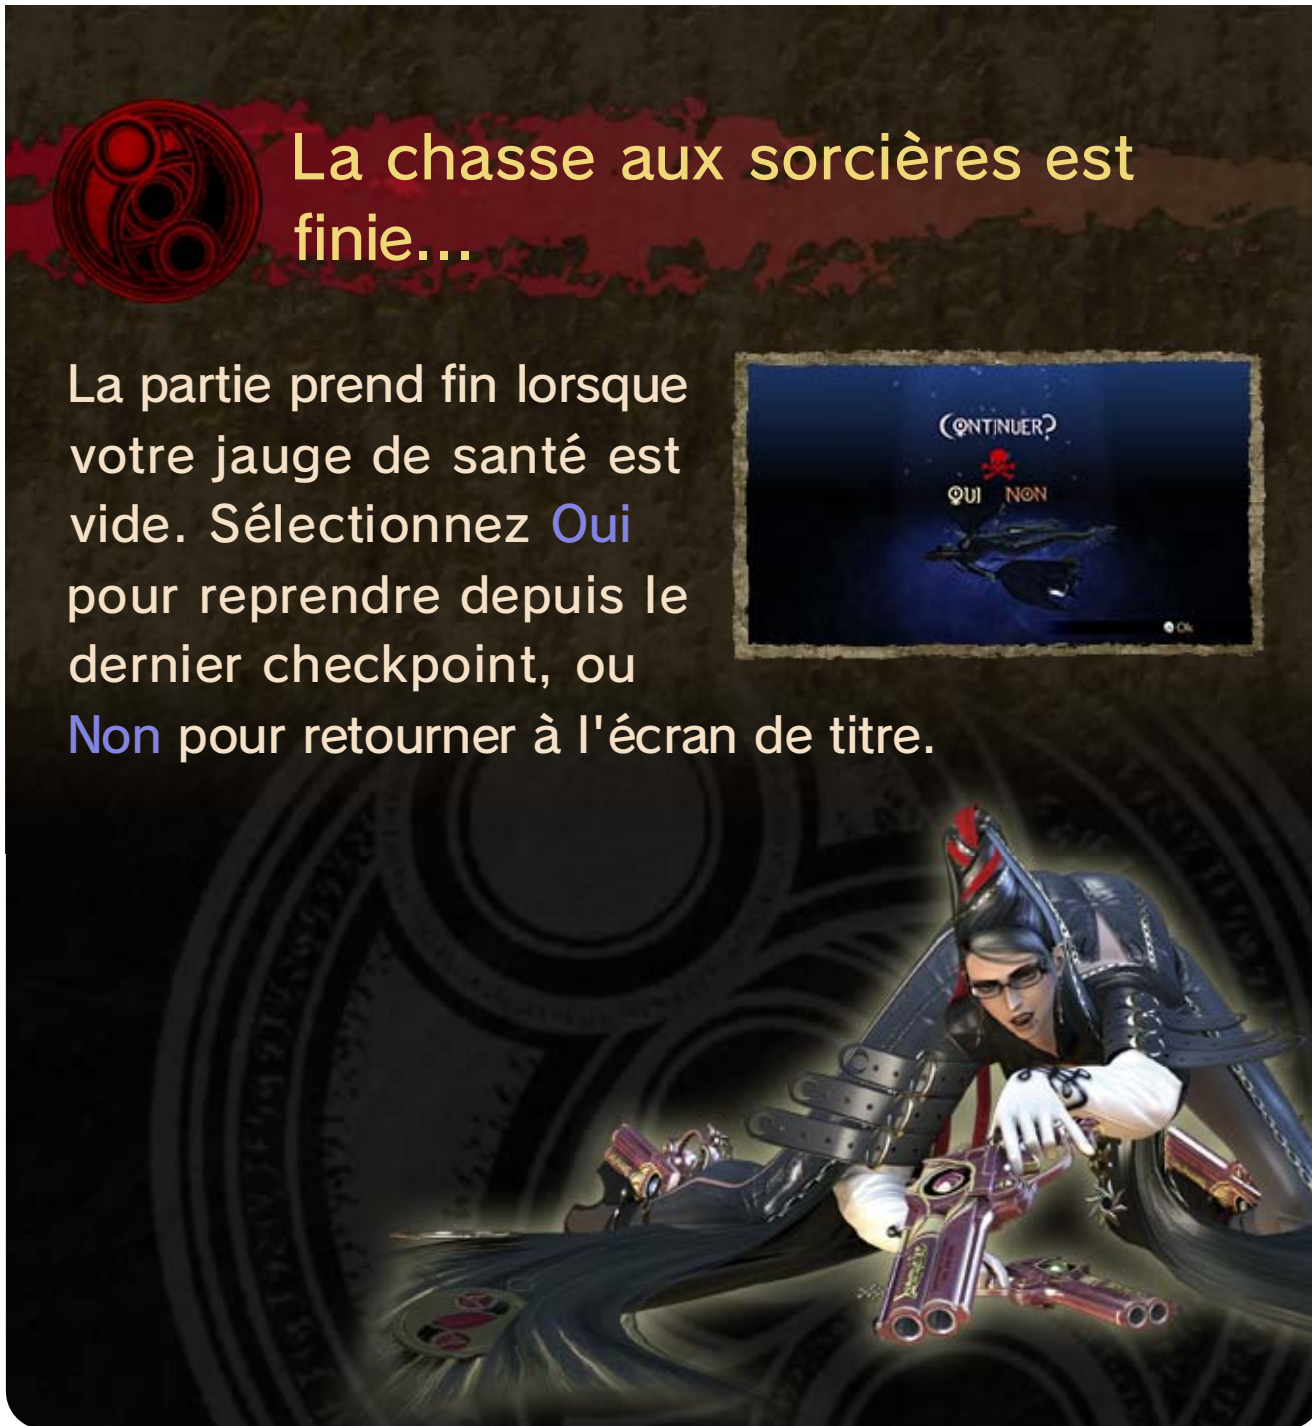 La chasse aux sorcières est
finie...
La partie prend fin lorsque
votre jauge de santé est
vide. Sélectionnez Oui
pour reprendre depuis le
dernier checkpoint, ou
Non pour retourner à l'écran de titre.
CONTINUER?
OUI NON
Ok